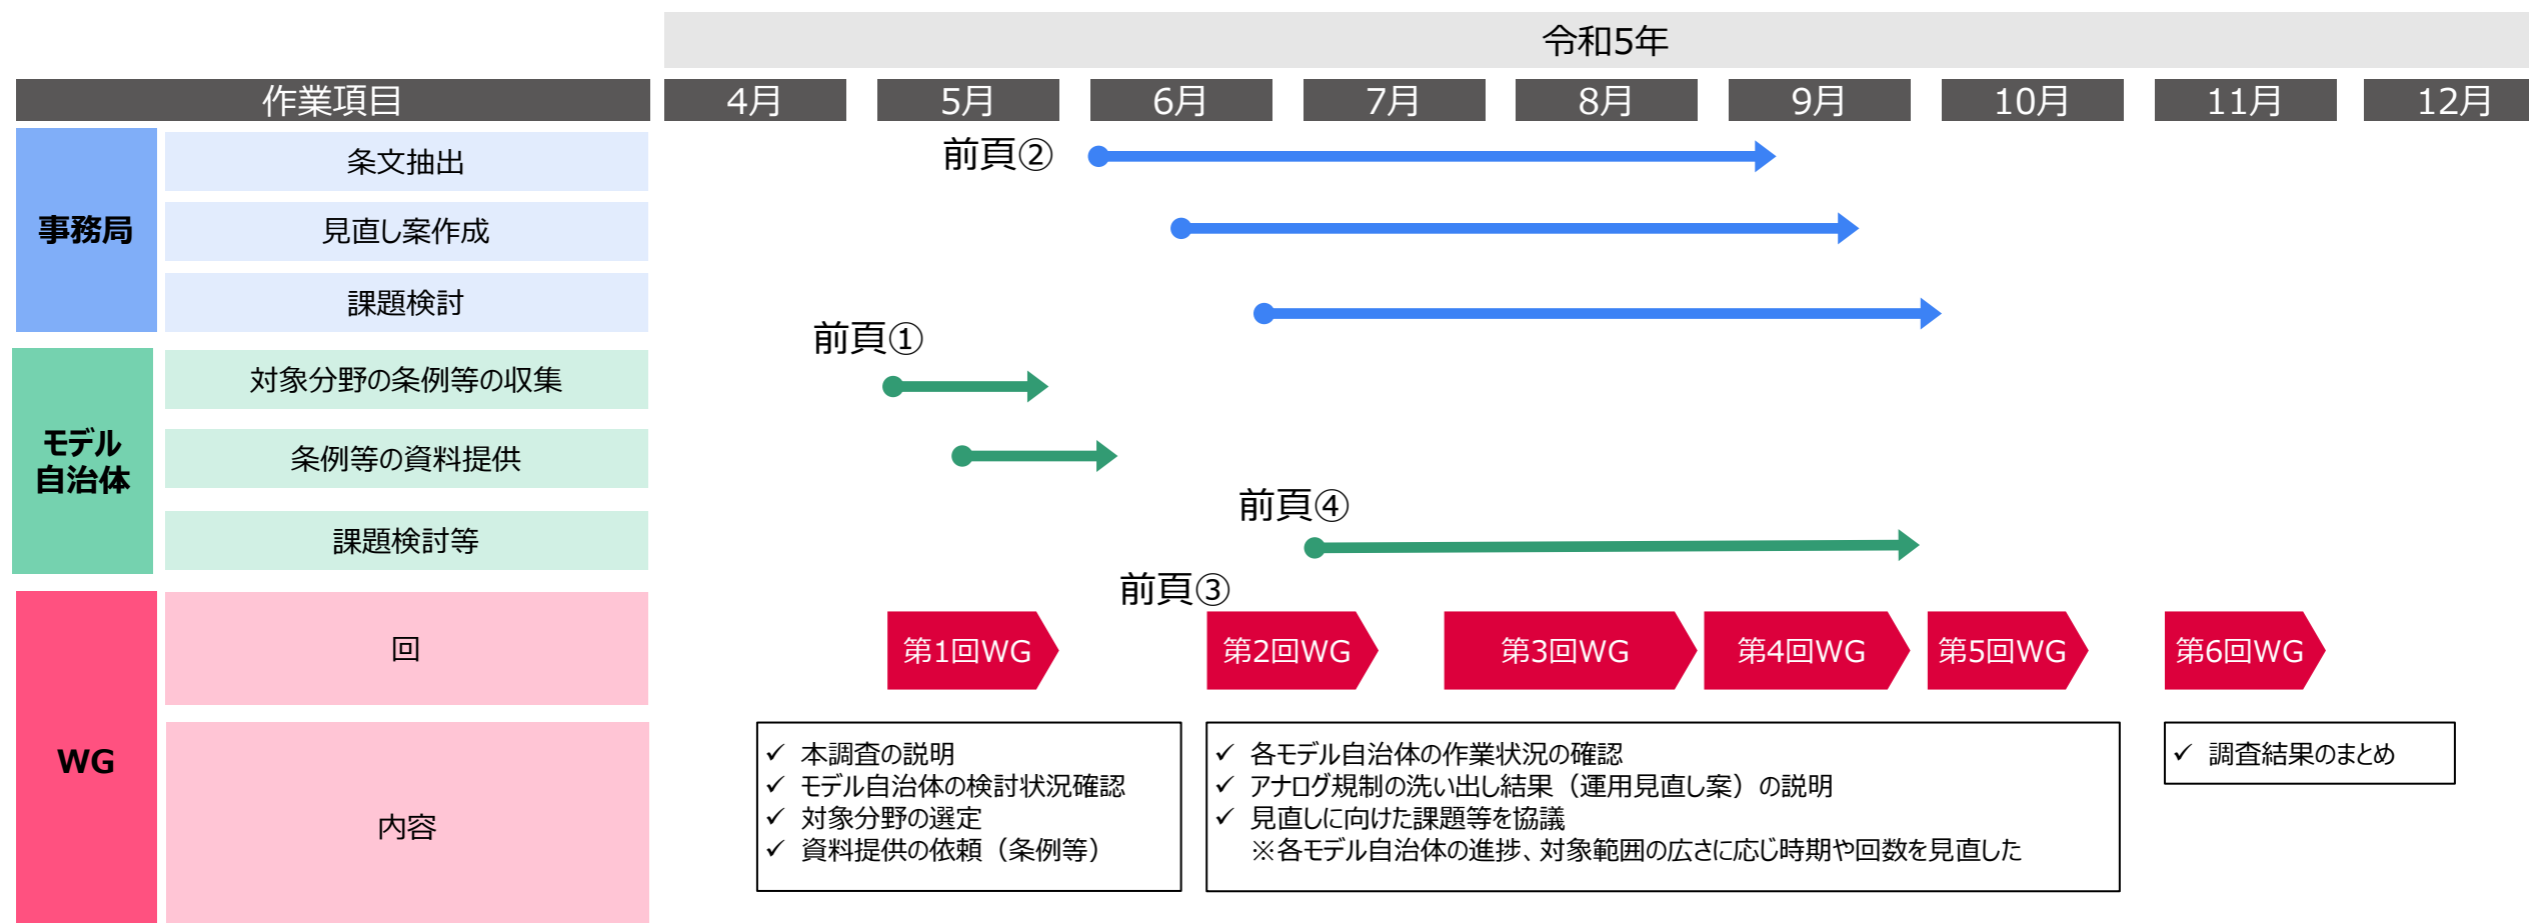 令和5年
作業項目
4月
5月
6月
7月
8月
9月
10月
11月
12月
事務局
条文抽出
前頁②
見直し案作成
課題検討
モデル
自治体
前頁①
対象分野の条例等の収集
条例等の資料提供
前頁④
課題検討等
前頁③
WG
回
第1回WG
第2回WG
第3回WG
第4回WG
第5回WG
第6回WG
内容
✓ 本調査の説明
✓ モデル自治体の検討状況確認
✓ 対象分野の選定
✓ 資料提供の依頼（条例等）
✓ 各モデル自治体の作業状況の確認
✓ アナログ規制の洗い出し結果（運用見直し案）の説明
✓ 見直しに向けた課題等を協議
※各モデル自治体の進捗、対象範囲の広さに応じ時期や回数を見直した
✓ 調査結果のまとめ